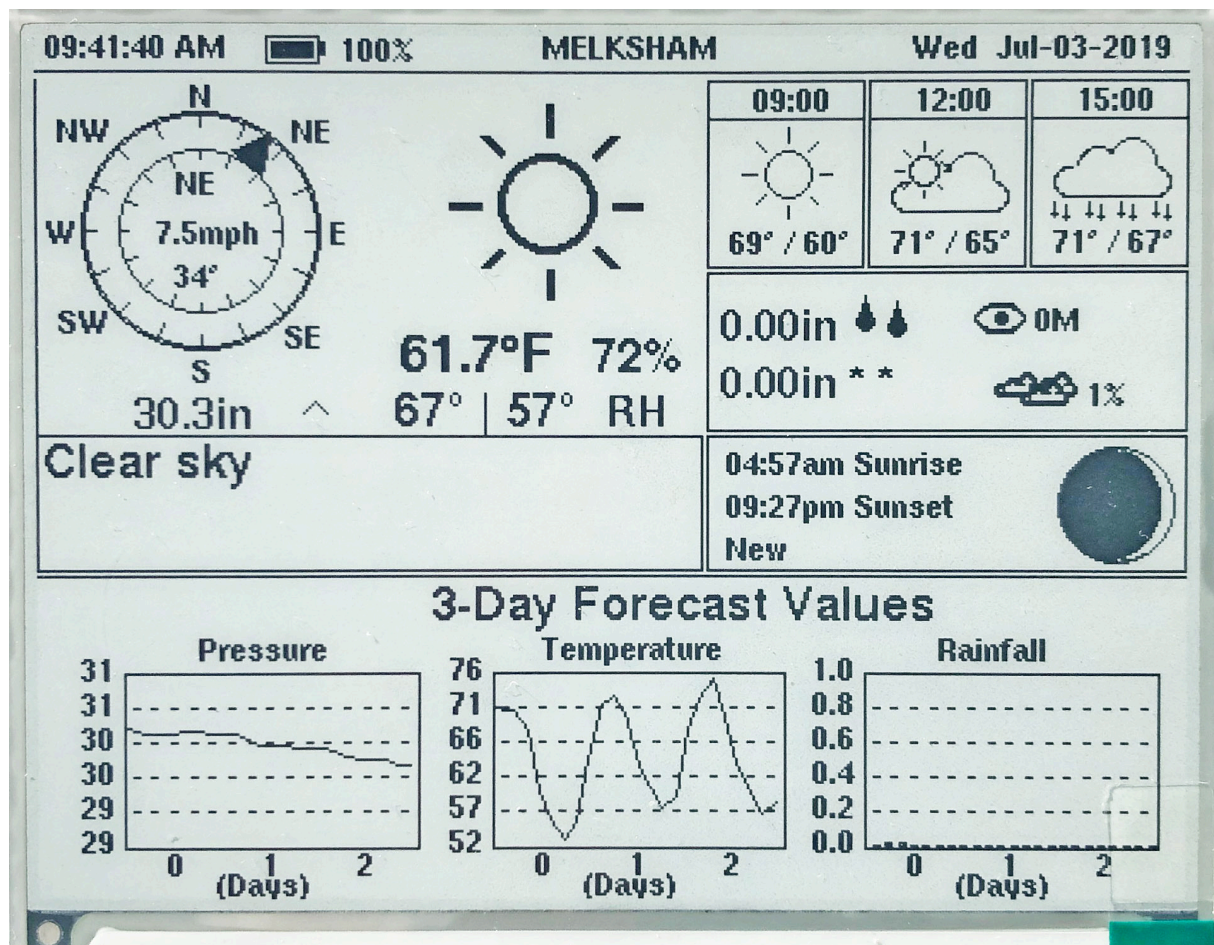 09:41:40 AM 100% MELKSHAM Wed Jul-03-2019
N
NW NE
NE
W 7.5mph E
34°
SW SE
S
30.3in
61.7°F 72%
67° | 57° RH
09:00 12:00 15:00
69° / 60° 71° / 65° 71° / 67°
0.00in 0M
0.00in ** 1%
Clear sky
04:57am Sunrise
09:27pm Sunset
New
3-Day Forecast Values
Pressure
31
31
30
30
29
29
0 1 2
(Days)
Temperature
76
71
66
62
57
52
0 1 2
(Days)
Rainfall
1.0
0.8
0.6
0.4
0.2
0.0
0 1 2
(Days)